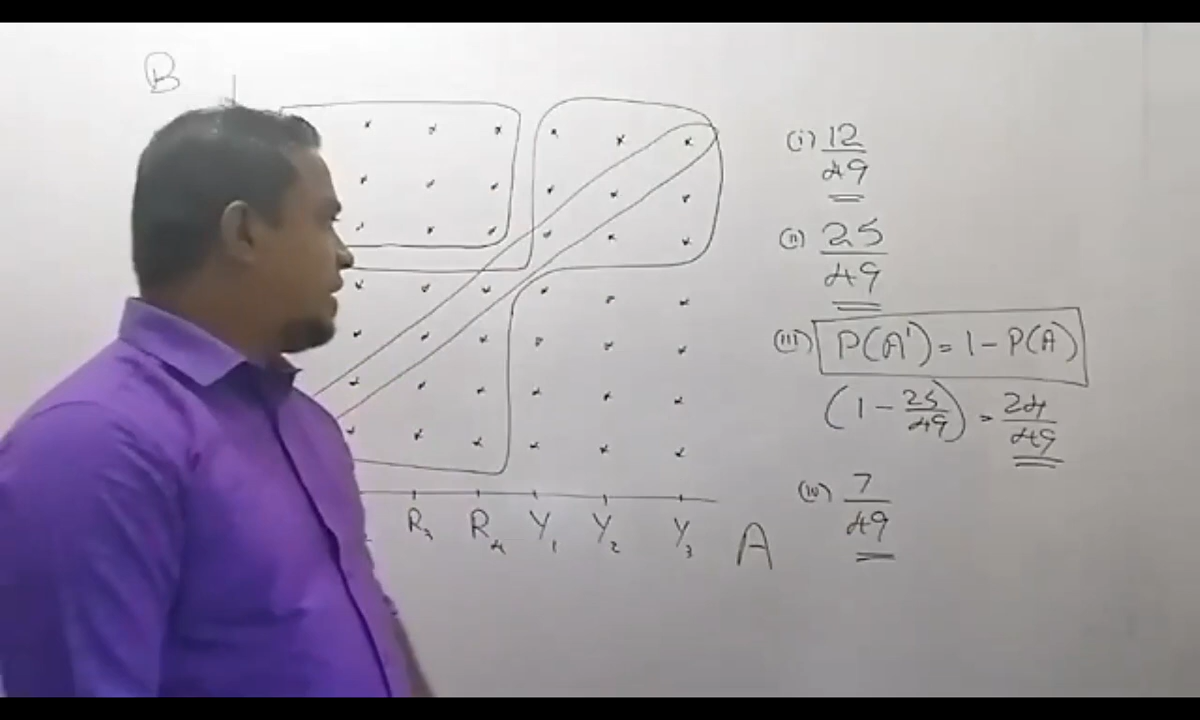 B
(i) 12/49
(ii) 25/49
(iii) P(A') = 1 - P(A)
(1 - 25/49) = 24/49
(iv) 7/49
R₃ R₄ Y₁ Y₂ Y₃ A